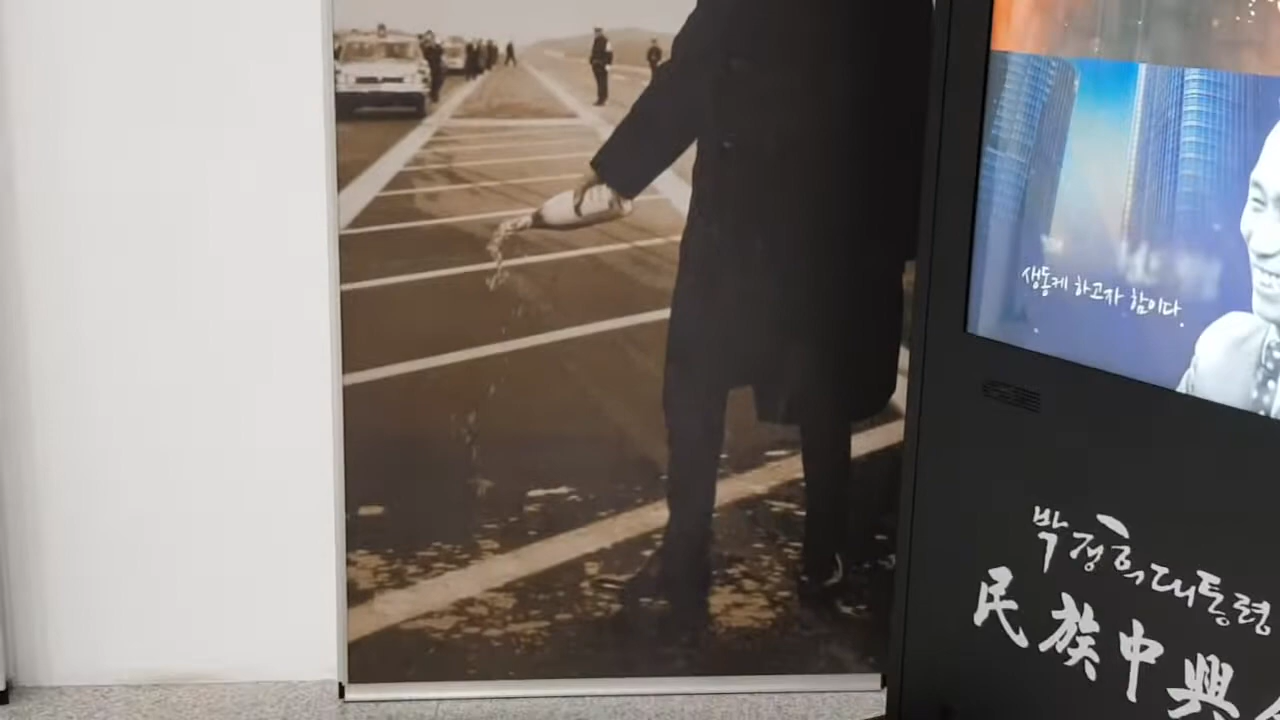 생동케 하고자 함이다.
박정희대통령
民族中興